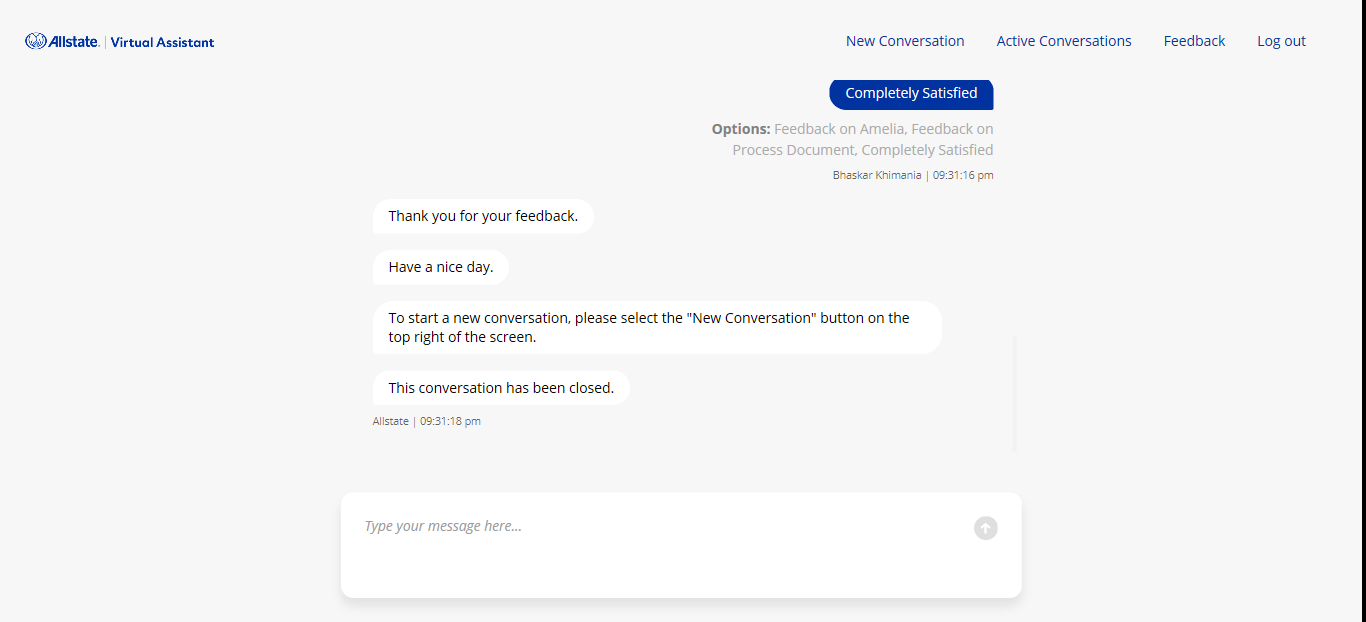 Allstate. | Virtual Assistant
New Conversation
Active Conversations
Feedback
Log out
Completely Satisfied
Options: Feedback on Amelia, Feedback on
Process Document, Completely Satisfied
Bhaskar Khimania | 09:31:16 pm
Thank you for your feedback.
Have a nice day.
To start a new conversation, please select the "New Conversation" button on the
top right of the screen.
This conversation has been closed.
Allstate | 09:31:18 pm
Type your message here...